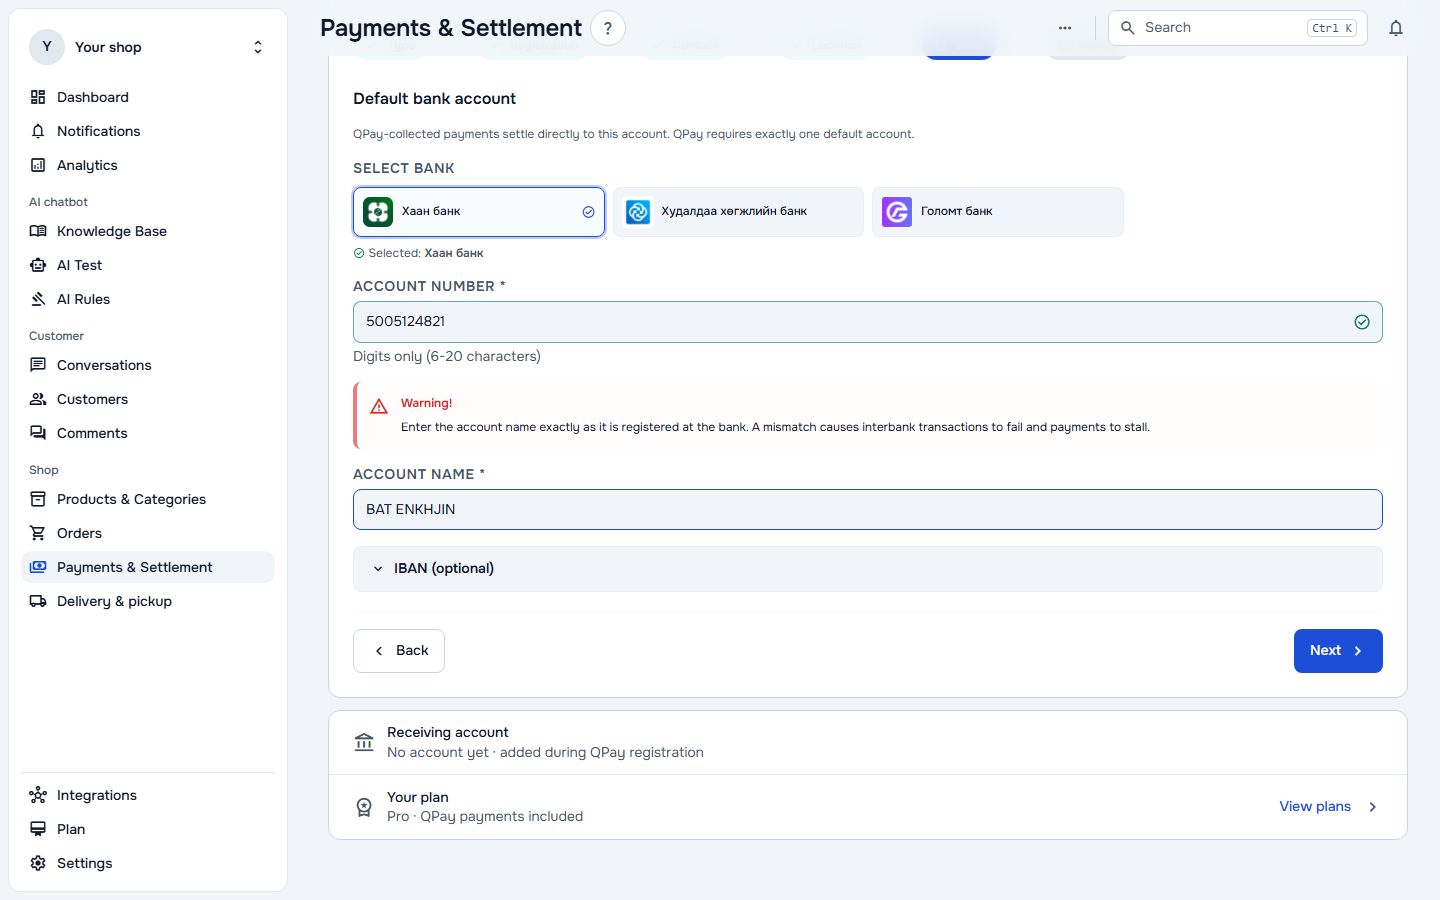 Y
Your shop
Dashboard
Notifications
Analytics
AI chatbot
Knowledge Base
AI Test
AI Rules
Customer
Conversations
Customers
Comments
Shop
Products & Categories
Orders
Payments & Settlement
Delivery & pickup
Integrations
Plan
Settings
Payments & Settlement
?
Search
Ctrl K
Default bank account
QPay-collected payments settle directly to this account. QPay requires exactly one default account.
SELECT BANK
Хаан банк
Худалдаа хөгжлийн банк
Голомт банк
Selected: Хаан банк
ACCOUNT NUMBER *
5005124821
Digits only (6-20 characters)
Warning!
Enter the account name exactly as it is registered at the bank. A mismatch causes interbank transactions to fail and payments to stall.
ACCOUNT NAME *
BAT ENKHJIN
IBAN (optional)
Back
Next
Receiving account
No account yet · added during QPay registration
Your plan
Pro · QPay payments included
View plans